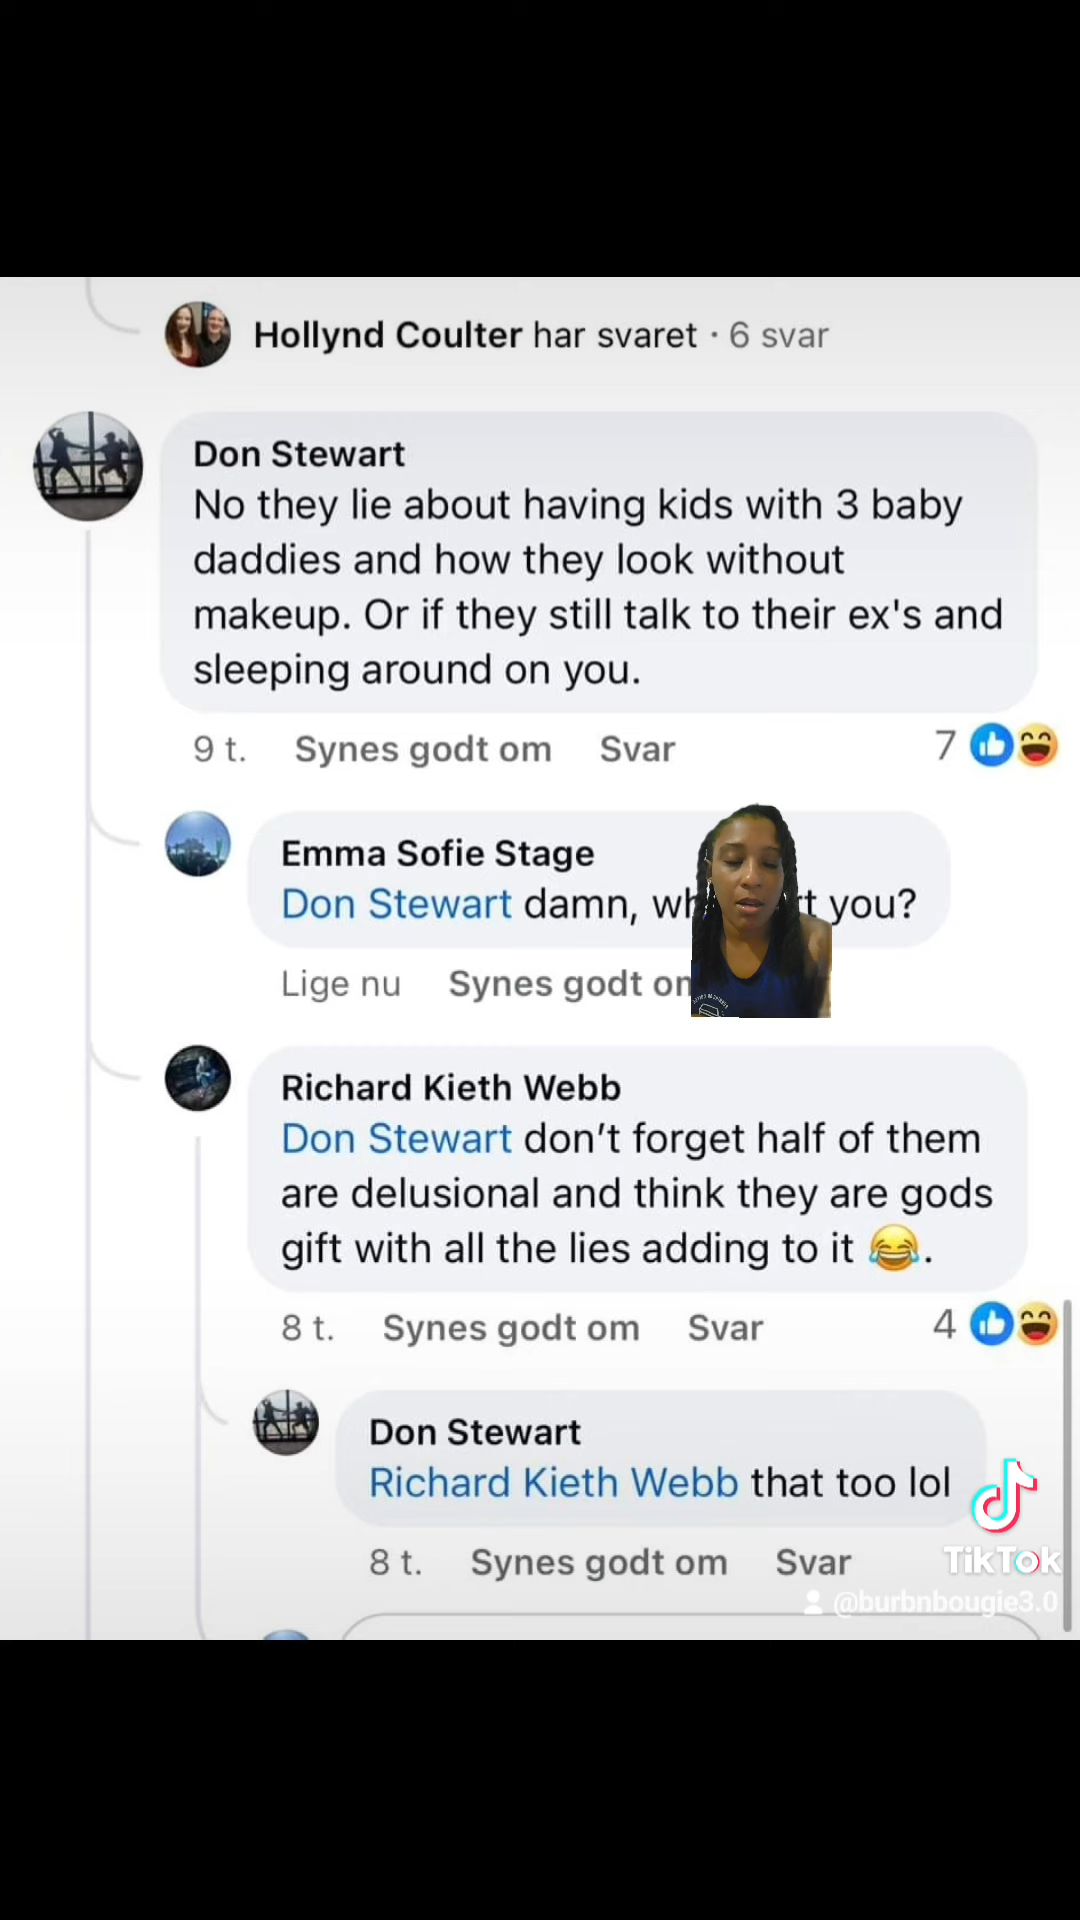 Hollynd Coulter har svaret · 6 svar
Don Stewart
No they lie about having kids with 3 baby
daddies and how they look without
makeup. Or if they still talk to their ex's and
sleeping around on you.
9 t. Synes godt om Svar 7
Emma Sofie Stage
Don Stewart damn, you?
Lige nu Synes godt om
Richard Kieth Webb
Don Stewart don't forget half of them
are delusional and think they are gods
gift with all the lies adding to it 😂.
8 t. Synes godt om Svar 4
Don Stewart
Richard Kieth Webb that too lol
8 t. Synes godt om Svar
TikTok
@burbnbougie3.0